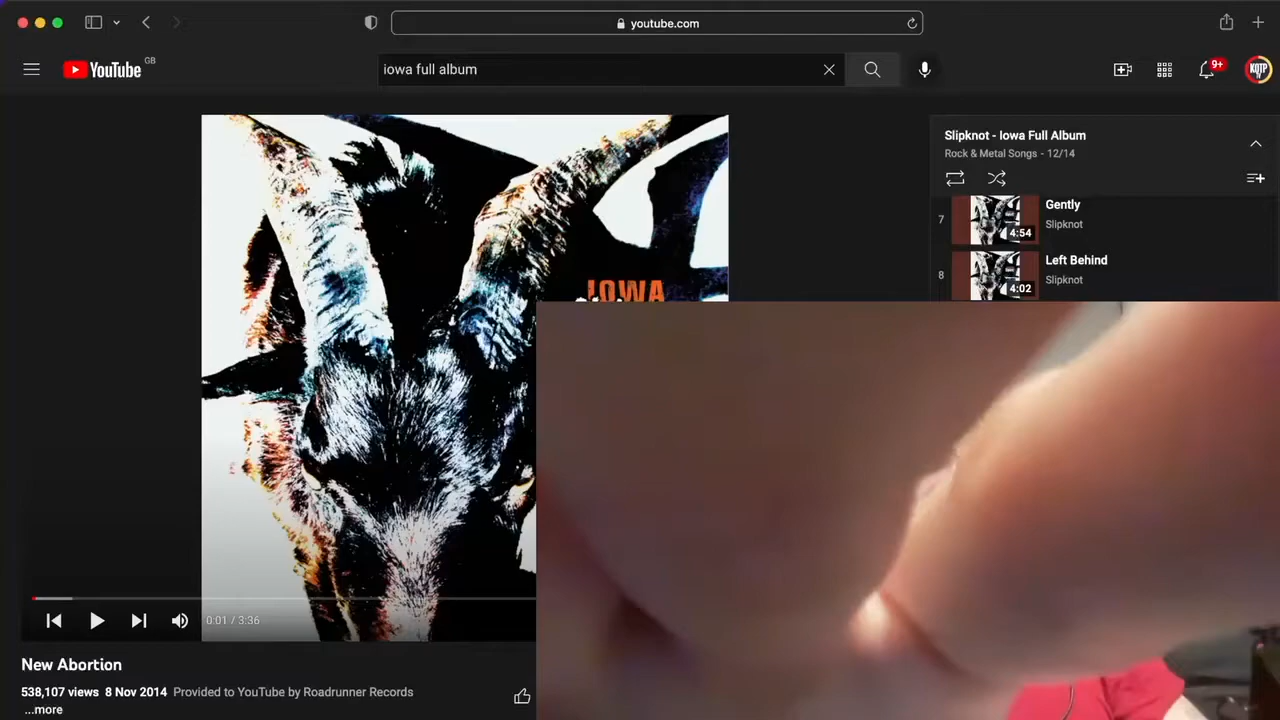 youtube.com
YouTube GB
iowa full album
9+
KOTP
IOWA
Slipknot - Iowa Full Album
Rock & Metal Songs - 12/14
7
Gently
Slipknot
4:54
8
Left Behind
Slipknot
4:02
0:01 / 3:36
New Abortion
538,107 views 8 Nov 2014 Provided to YouTube by Roadrunner Records
...more